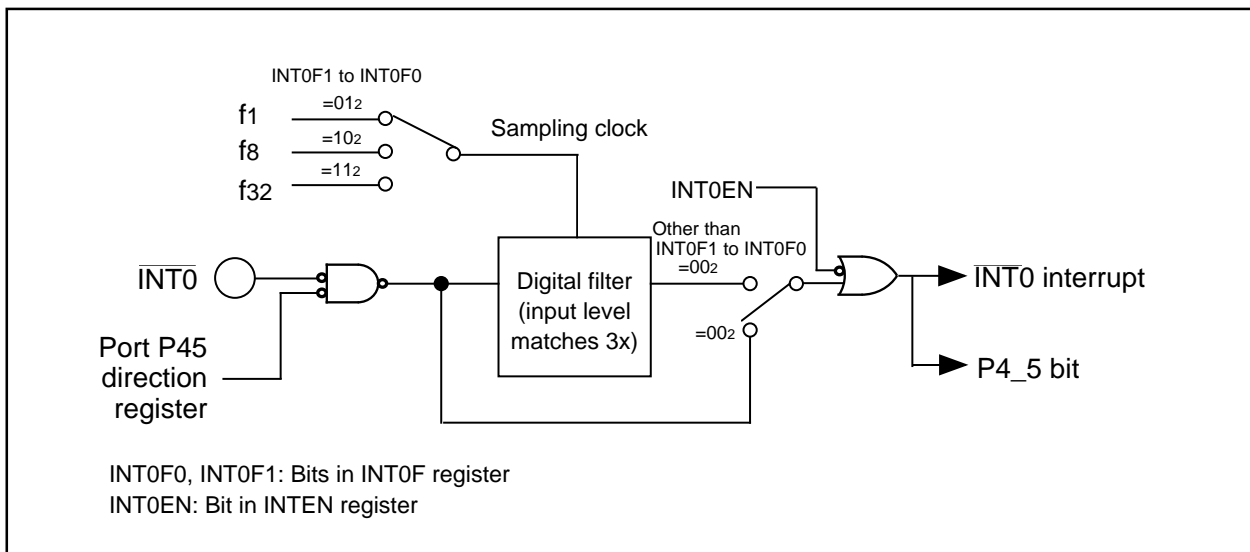 INT0F1 to INT0F0
f1
=012
Sampling clock
f8
=102
f32
=112
INT0EN
Other than
INT0F1 to INT0F0
=002
INT0
Digital filter
(input level
matches 3x)
INT0 interrupt
=002
Port P45
direction
register
P4_5 bit
INT0F0, INT0F1: Bits in INT0F register
INT0EN: Bit in INTEN register